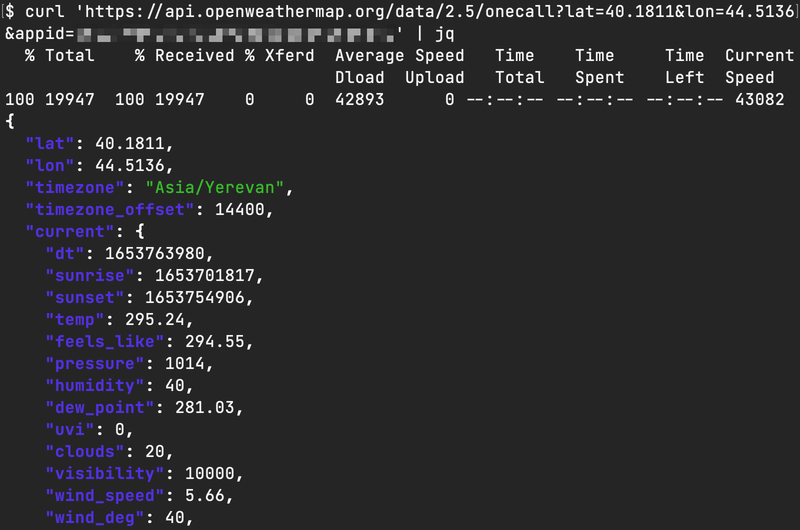 $ curl 'https://api.openweathermap.org/data/2.5/onecall?lat=40.1811&lon=44.5136
&appid=' | jq
% Total % Received % Xferd Average Speed Time Time Time Current
Dload Upload Total Spent Left Speed
100 19947 100 19947 0 0 42893 0 --:--:-- --:--:-- --:--:-- 43082
{
"lat": 40.1811,
"lon": 44.5136,
"timezone": "Asia/Yerevan",
"timezone_offset": 14400,
"current": {
"dt": 1653763980,
"sunrise": 1653701817,
"sunset": 1653754906,
"temp": 295.24,
"feels_like": 294.55,
"pressure": 1014,
"humidity": 40,
"dew_point": 281.03,
"uvi": 0,
"clouds": 20,
"visibility": 10000,
"wind_speed": 5.66,
"wind_deg": 40,